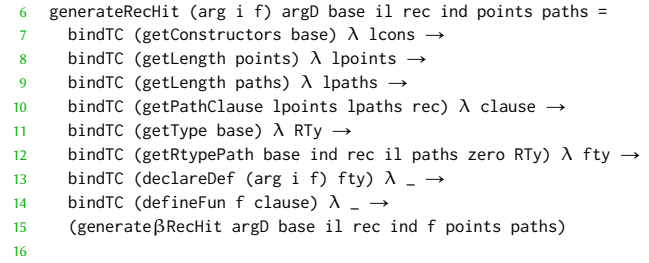 6 generateRecHit (arg i f) argD base il rec ind points paths =
7 bindTC (getConstructors base) λ lcons →
8 bindTC (getLength points) λ lpoints →
9 bindTC (getLength paths) λ lpaths →
10 bindTC (getPathClause lpoints lpaths rec) λ clause →
11 bindTC (getType base) λ RTy →
12 bindTC (getRtypePath base ind rec il paths zero RTy) λ fty →
13 bindTC (declareDef (arg i f) fty) λ _ →
14 bindTC (defineFun f clause) λ _ →
15 (generateβRecHit argD base il rec ind f points paths)
16